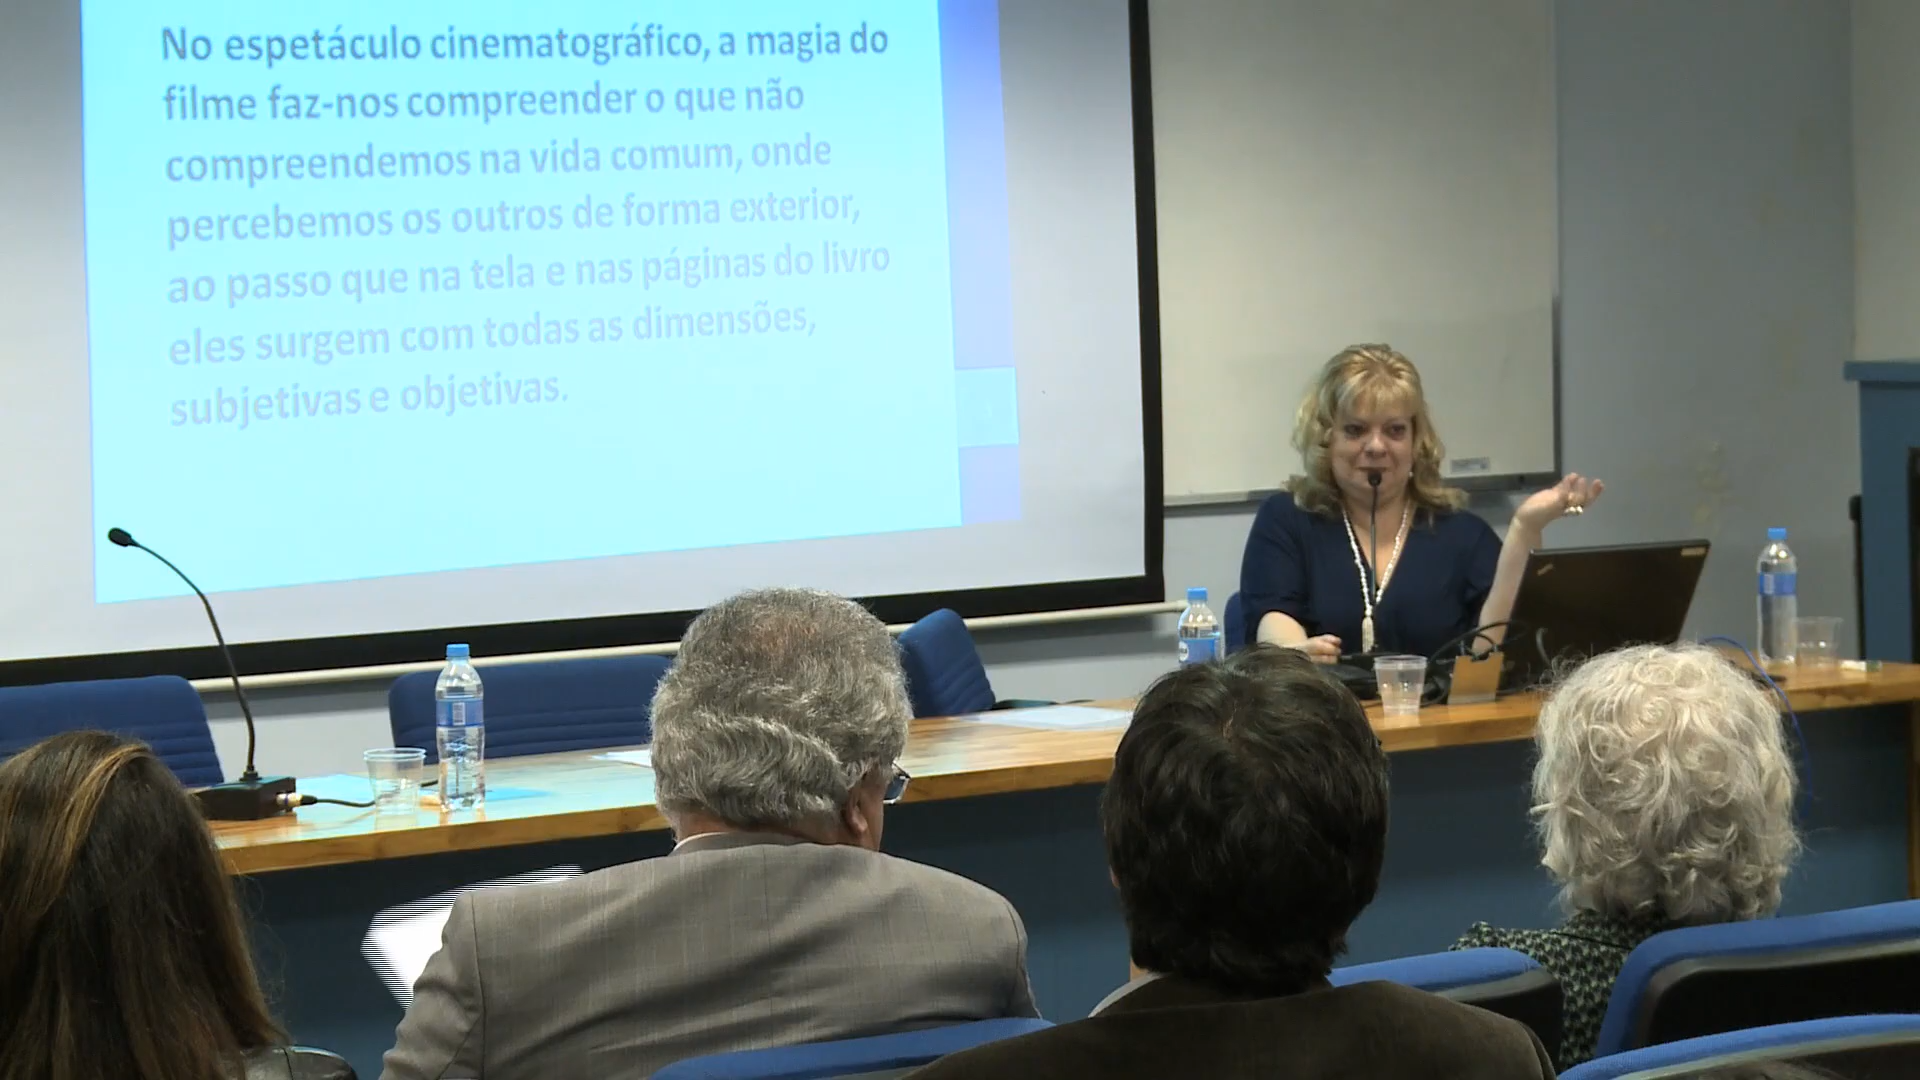 No espetáculo cinematográfico, a magia do
filme faz-nos compreender o que não
compreendemos na vida comum, onde
percebemos os outros de forma exterior,
ao passo que na tela e nas páginas do livro
eles surgem com todas as dimensões,
subjetivas e objetivas.